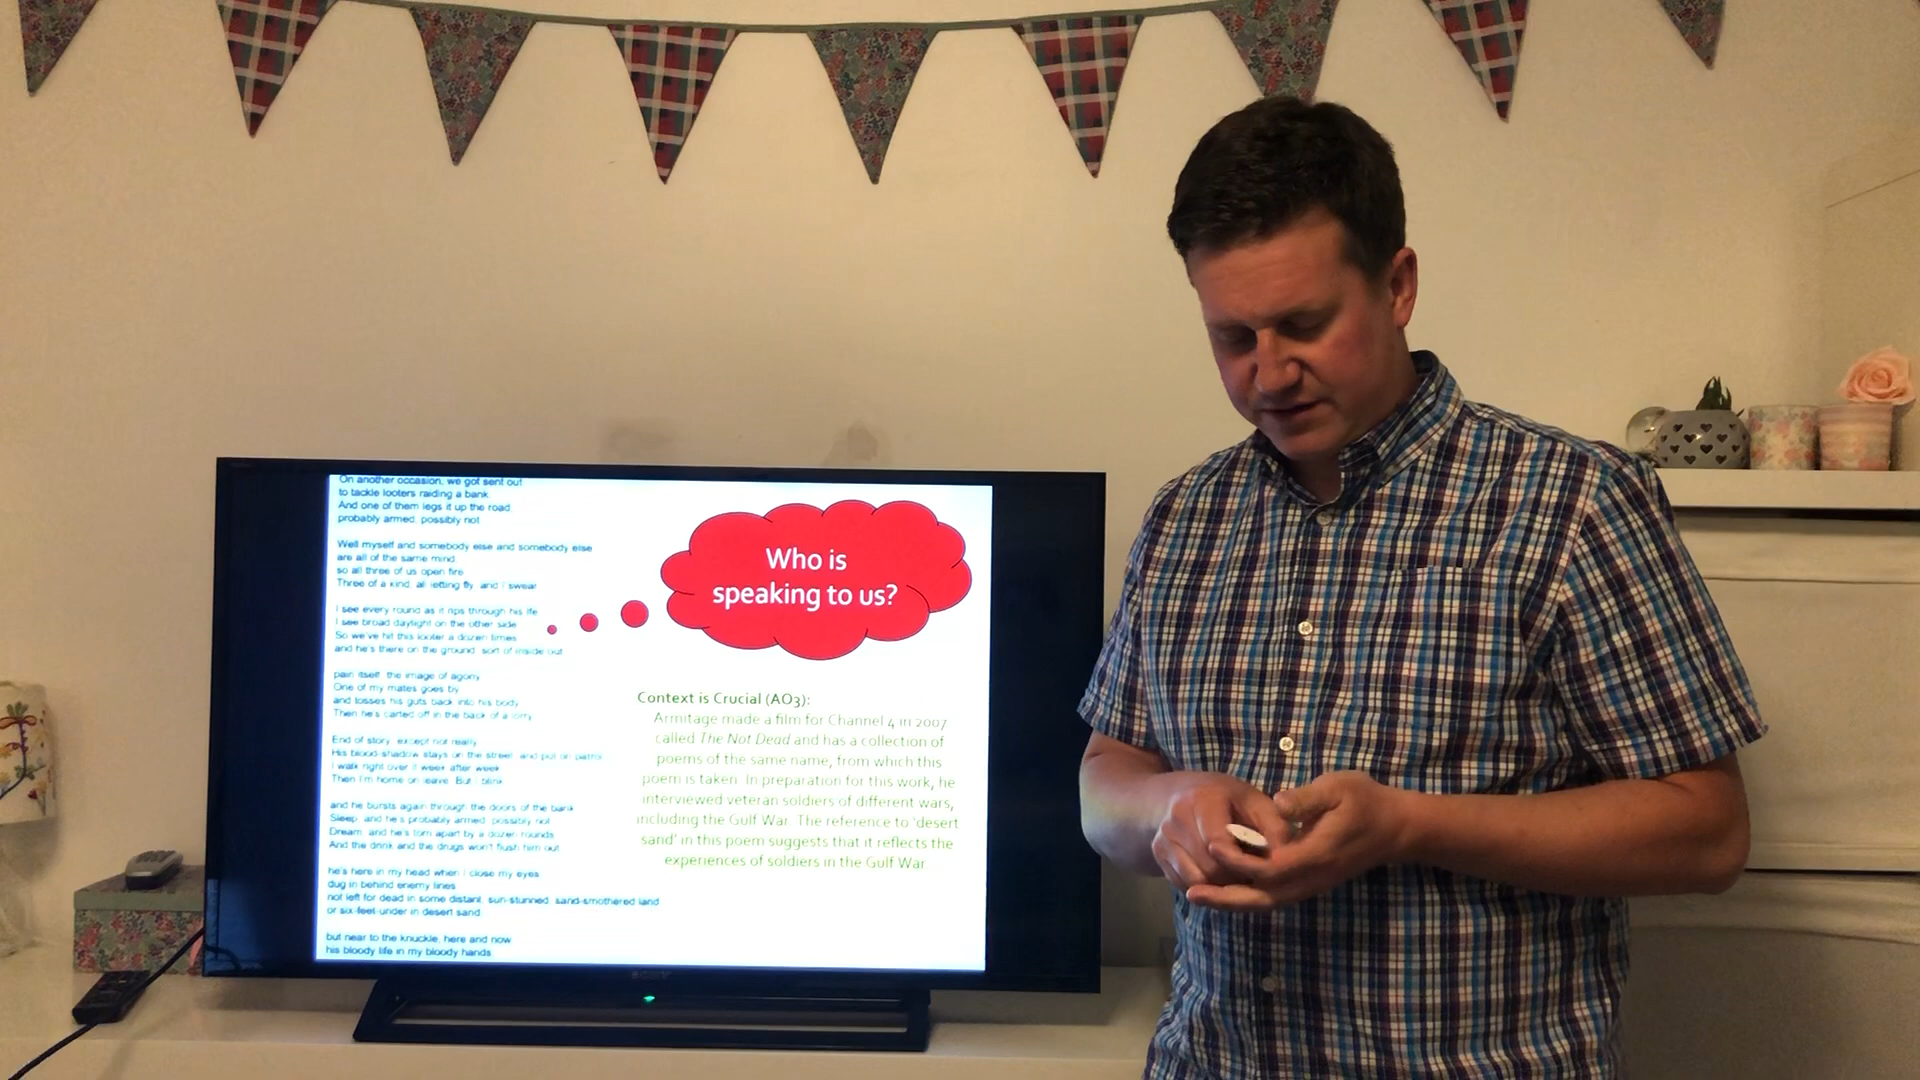 On another occasion, we got sent out
to tackle looters raiding a bank.
And one of them legs it up the road,
probably armed, possibly not.
Well myself and somebody else and somebody else
are all of the same mind,
so all three of us open fire.
Three of a kind all letting fly, and I swear
I see every round as it rips through his life
I see broad daylight on the other side.
So we've hit this looter a dozen times
and he's there on the ground, sort of inside out,
pain itself, the image of agony.
One of my mates goes by
and tosses his guts back into his body.
Then he's carted off in the back of a lorry.
End of story, except not really.
His blood-shadow stays on the street, and out on patrol
I walk right over it week after week.
Then I'm home on leave. But I blink
and he bursts again through the doors of the bank.
Sleep, and he's probably armed, possibly not.
Dream, and he's torn apart by a dozen rounds.
And the drink and the drugs won't flush him out
he's here in my head when I close my eyes,
dug in behind enemy lines,
not left for dead in some distant, sun-stunned, sand-smothered land
or six-feet-under in desert sand,
but near to the knuckle, here and now,
his bloody life in my bloody hands.
Who is
speaking to us?
Context is Crucial (AO3):
Armitage made a film for Channel 4 in 2007
called The Not Dead and has a collection of
poems of the same name, from which this
poem is taken. In preparation for this work, he
interviewed veteran soldiers of different wars,
including the Gulf War. The reference to 'desert
sand' in this poem suggests that it reflects the
experiences of soldiers in the Gulf War
SONY